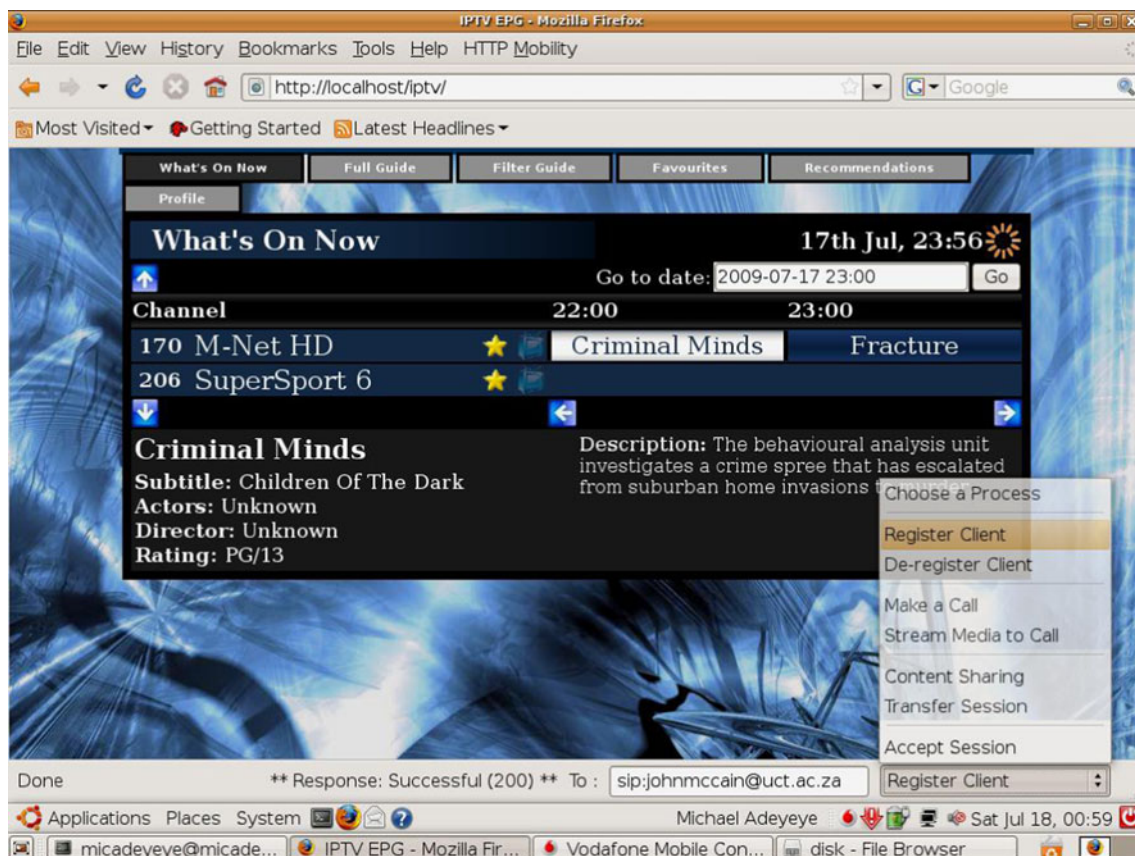 IPTV EPG - Mozilla Firefox
File Edit View History Bookmarks Tools Help HTTP Mobility
http://localhost/iptv/ G Google
Most Visited Getting Started Latest Headlines
What's On Now Full Guide Filter Guide Favourites Recommendations
Profile
What's On Now 17th Jul, 23:56
Go to date: 2009-07-17 23:00 Go
Channel 22:00 23:00
170 M-Net HD Criminal Minds Fracture
206 SuperSport 6
Criminal Minds
Subtitle: Children Of The Dark
Actors: Unknown
Director: Unknown
Rating: PG/13
Description: The behavioural analysis unit
investigates a crime spree that has escalated
from suburban home invasions to murder
Choose a Process
Register Client
De-register Client
Make a Call
Stream Media to Call
Content Sharing
Transfer Session
Accept Session
Done ** Response: Successful (200) ** To : sip:johnmccain@uct.ac.za Register Client
Applications Places System Michael Adeyeye Sat Jul 18, 00:59
micadeyeye@micade... IPTV EPG - Mozilla Fir... Vodafone Mobile Con... disk - File Browser